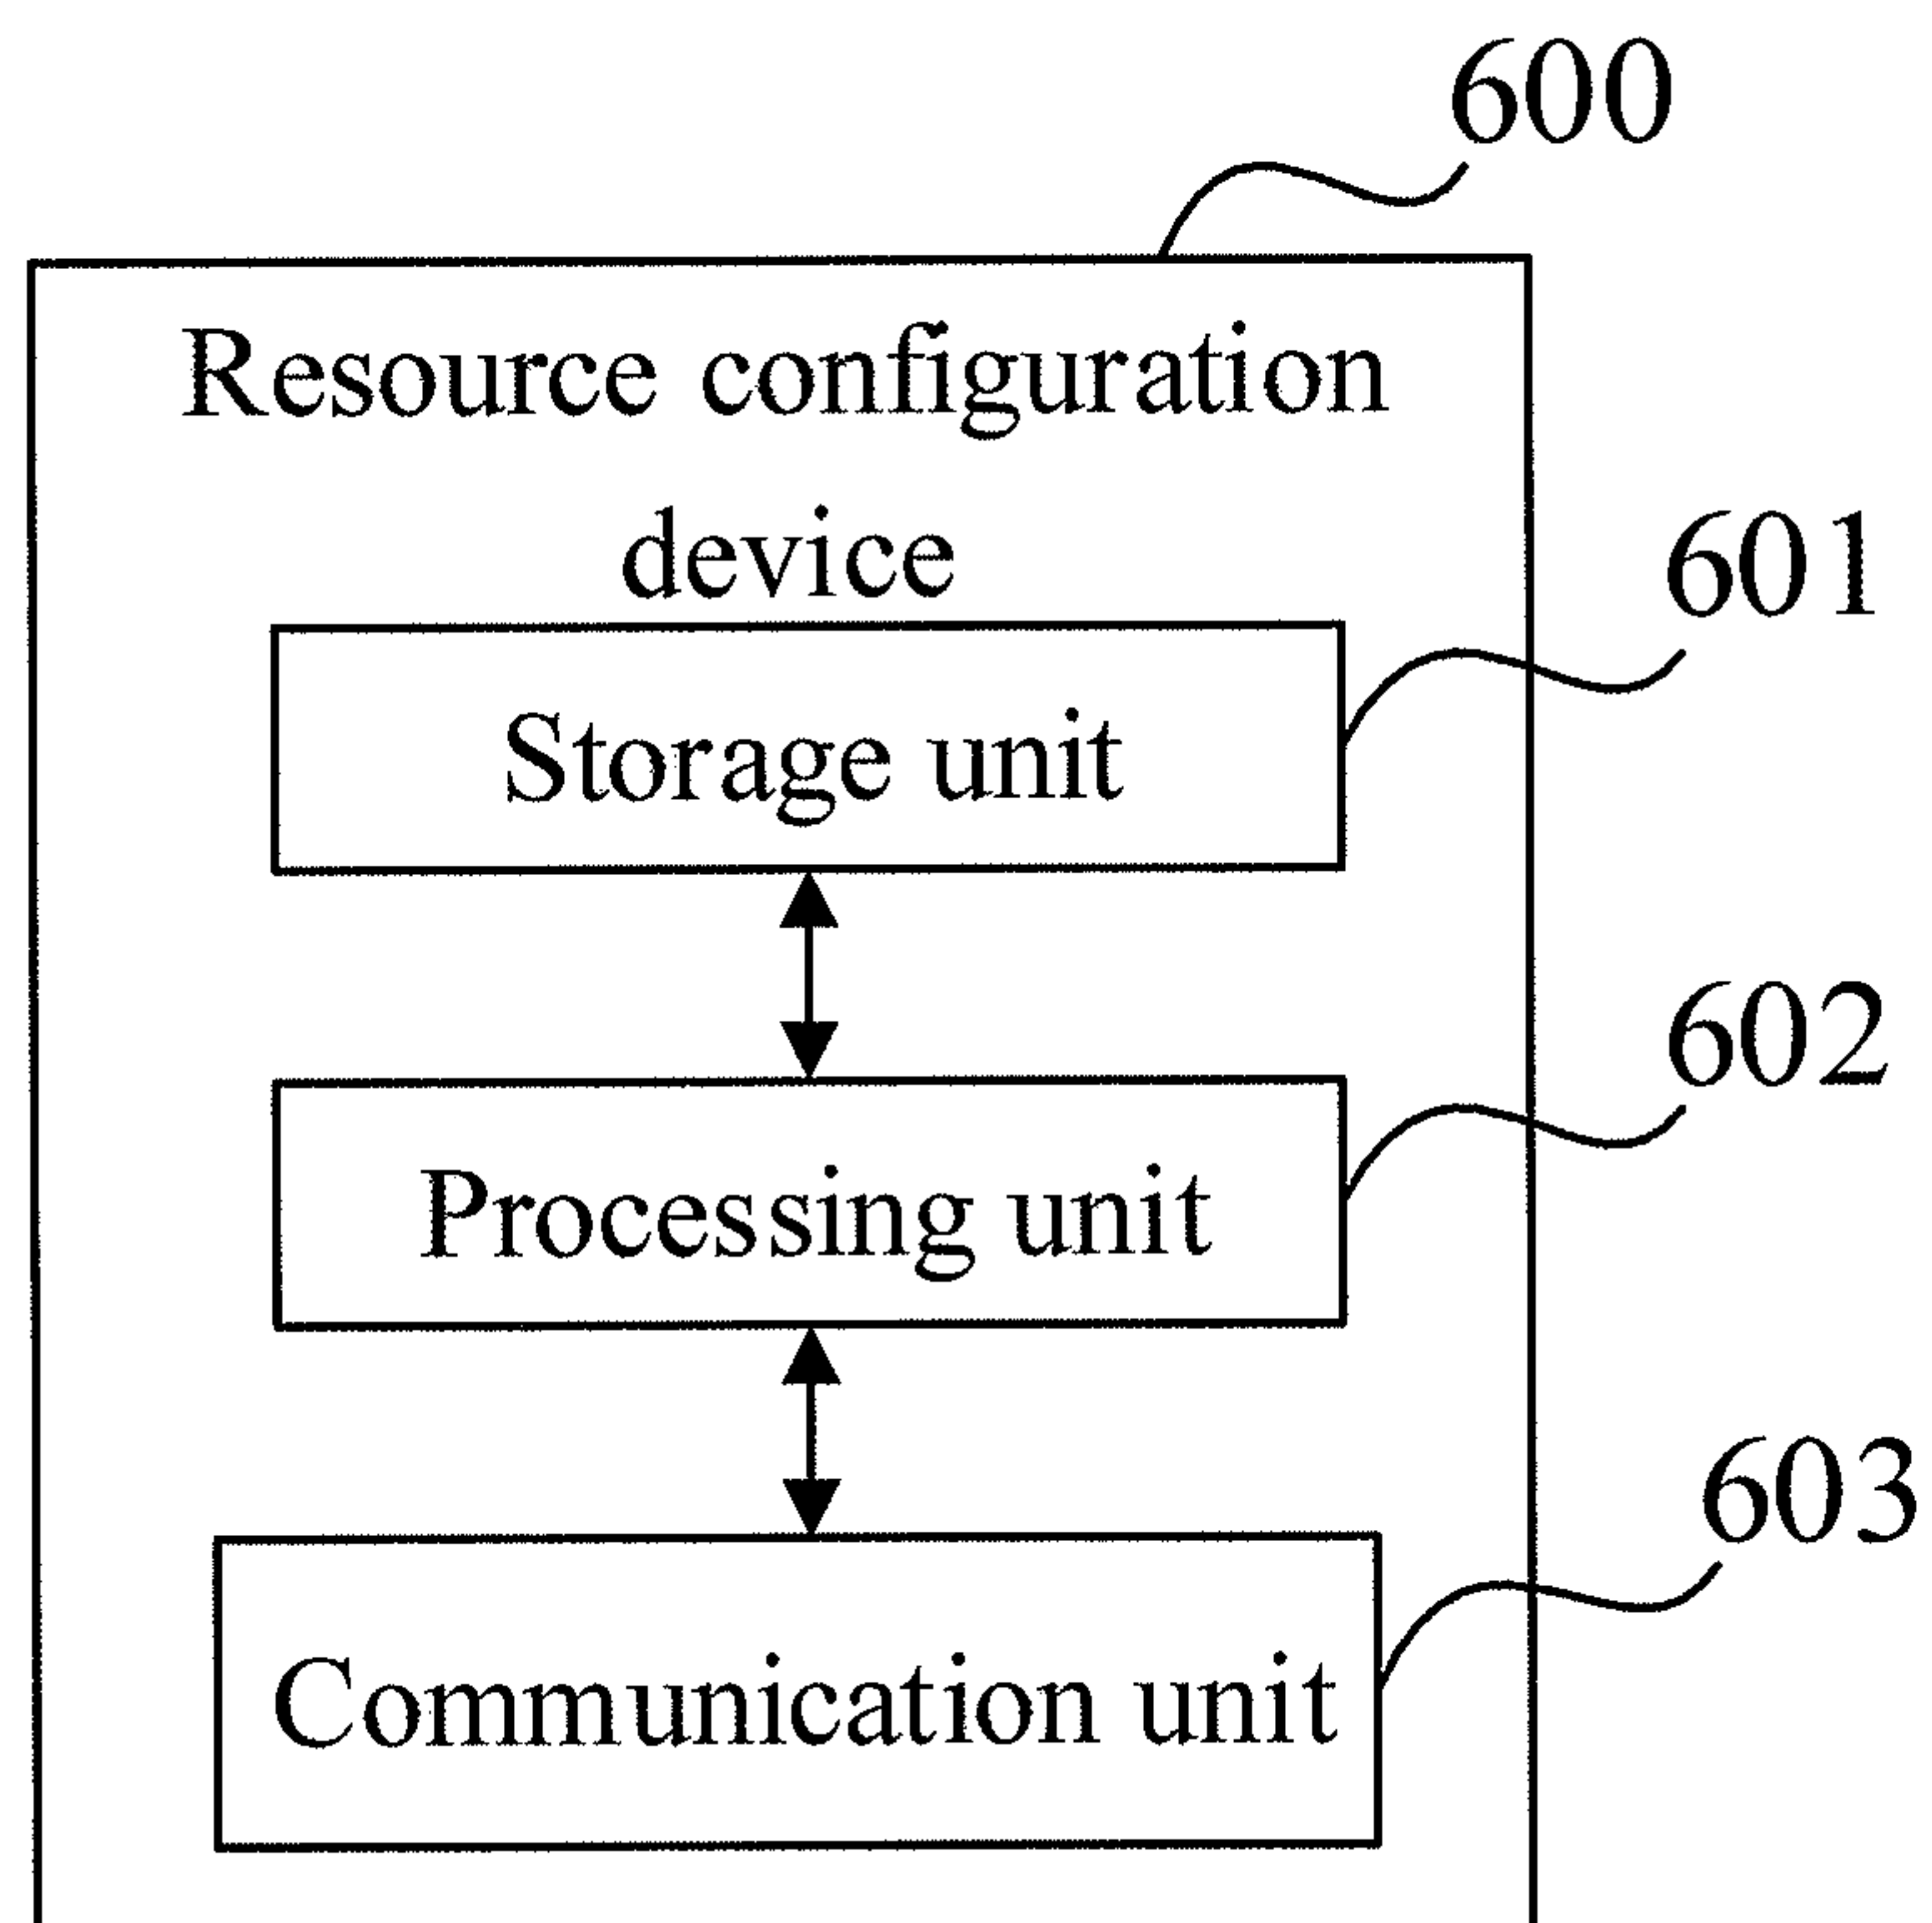 600
Resource configuration
device
601
Storage unit
602
Processing unit
603
Communication unit